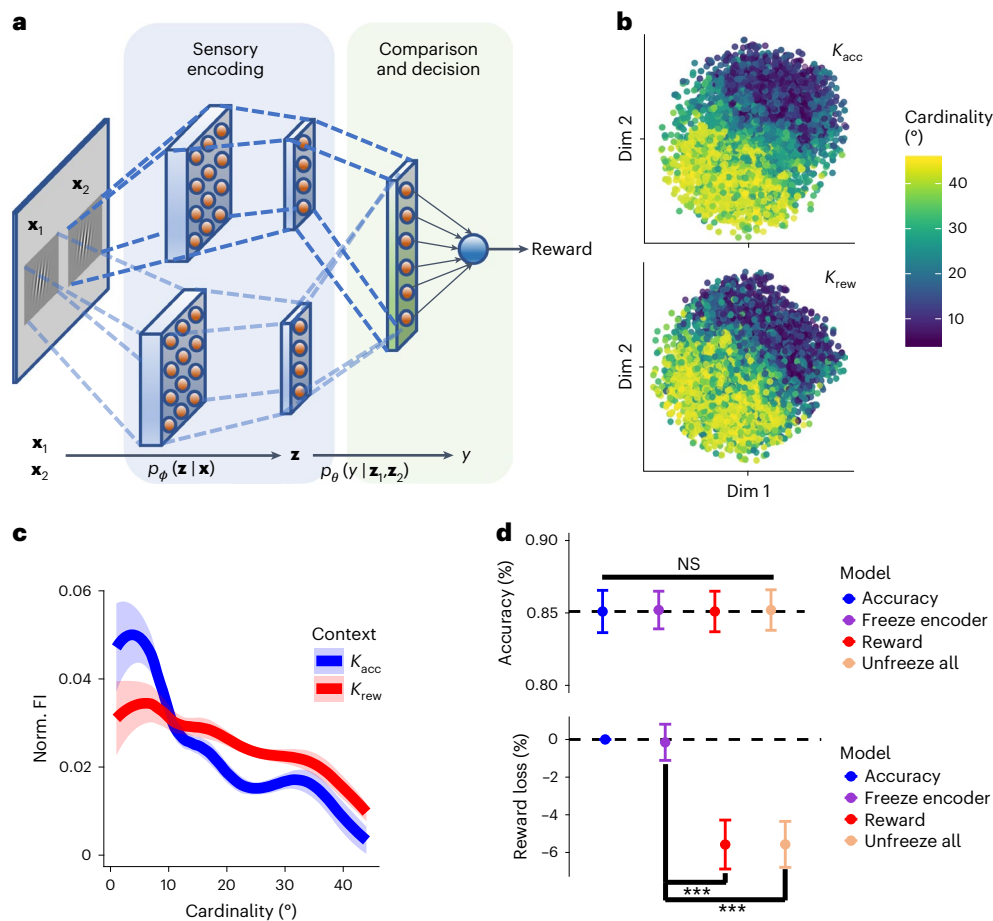 a
Sensory
encoding
Comparison
and decision
x2
x1
Reward
x1
x2
pϕ (z | x)
z
pθ (y | z1,z2)
y
b
Kacc
Dim 2
Krew
Dim 2
Dim 1
Cardinality
(°)
40
30
20
10
c
0.06
0.04
0.02
0
Norm. FI
Context
Kacc
Krew
0
10
20
30
40
Cardinality (°)
d
0.90
0.85
0.80
Accuracy (%)
NS
Model
Accuracy
Freeze encoder
Reward
Unfreeze all
0
−2
−4
−6
Reward loss (%)
***
***
Model
Accuracy
Freeze encoder
Reward
Unfreeze all